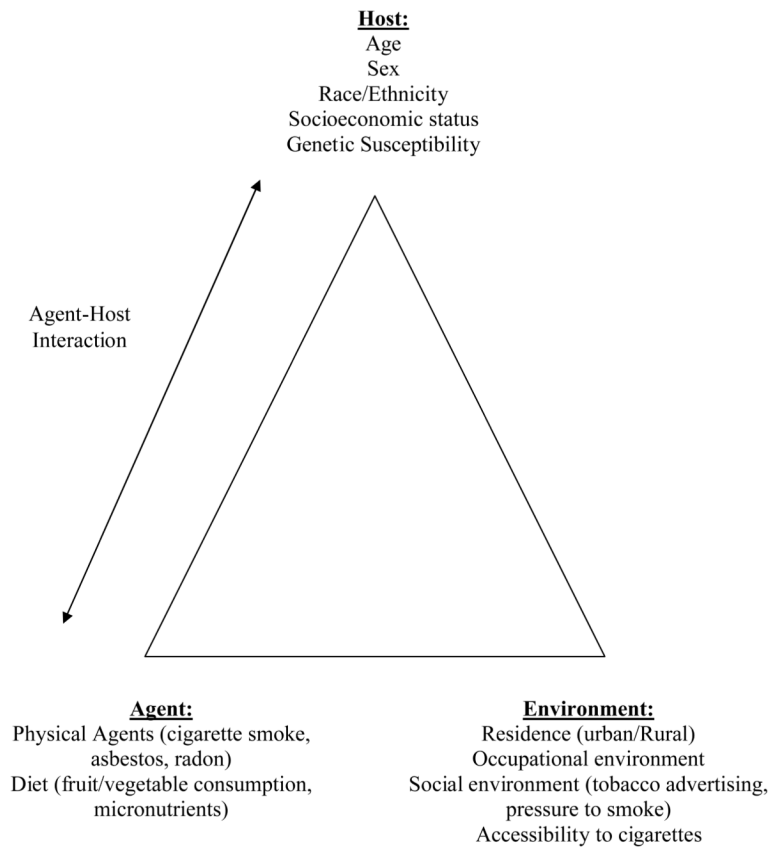 Host:
Age
Sex
Race/Ethnicity
Socioeconomic status
Genetic Susceptibility
Agent-Host
Interaction
Agent:
Physical Agents (cigarette smoke,
asbestos, radon)
Diet (fruit/vegetable consumption,
micronutrients)
Environment:
Residence (urban/Rural)
Occupational environment
Social environment (tobacco advertising,
pressure to smoke)
Accessibility to cigarettes